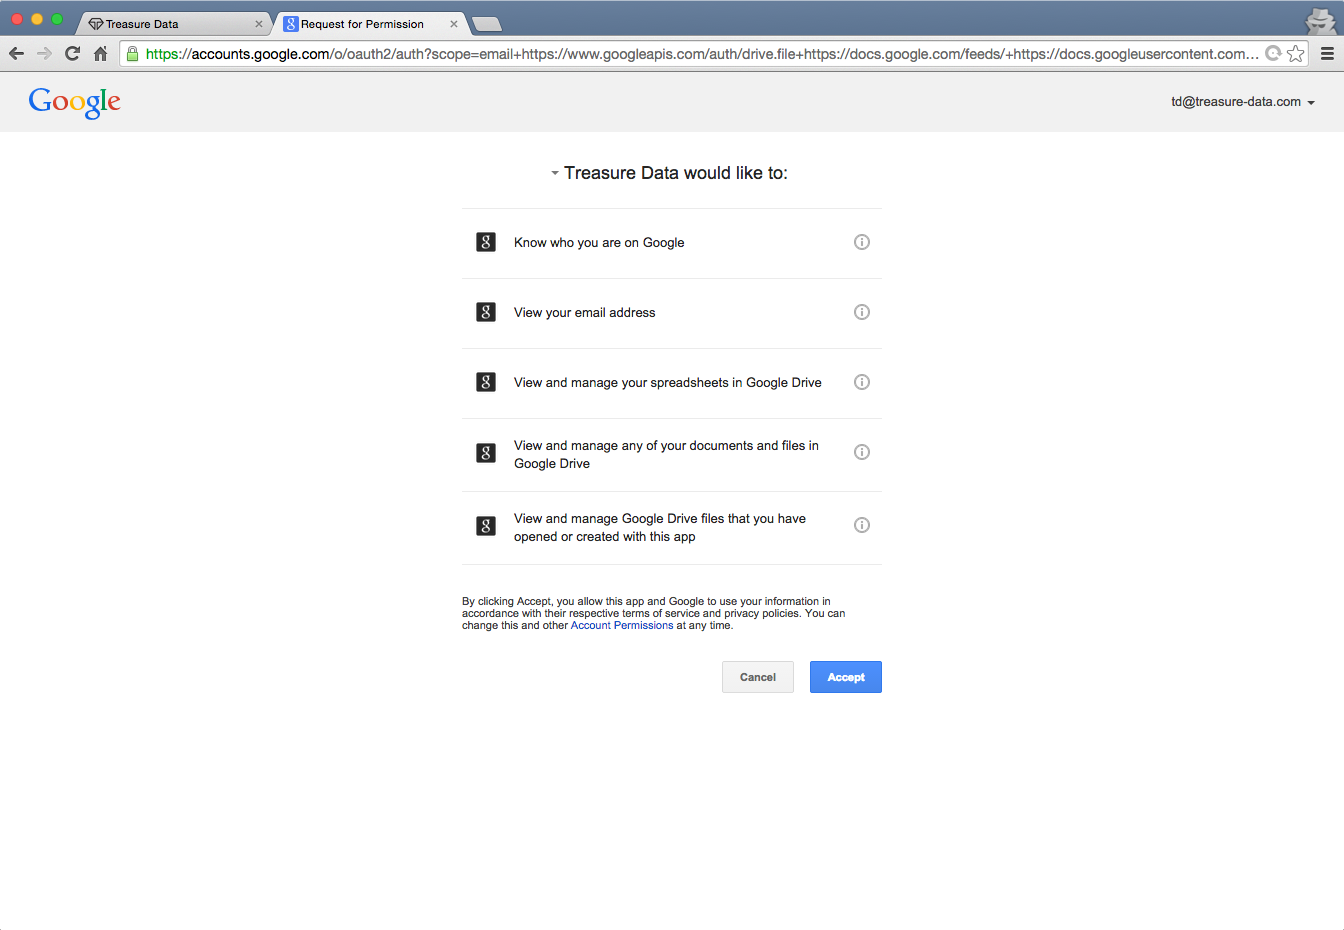 Treasure Data
Request for Permission
https://accounts.google.com/o/oauth2/auth?scope=email+https://www.googleapis.com/auth/drive.file+https://docs.google.com/feeds/+https://docs.googleusercontent.com...
Google
td@treasure-data.com
Treasure Data would like to:
Know who you are on Google
View your email address
View and manage your spreadsheets in Google Drive
View and manage any of your documents and files in
Google Drive
View and manage Google Drive files that you have
opened or created with this app
By clicking Accept, you allow this app and Google to use your information in
accordance with their respective terms of service and privacy policies. You can
change this and other Account Permissions at any time.
Cancel
Accept